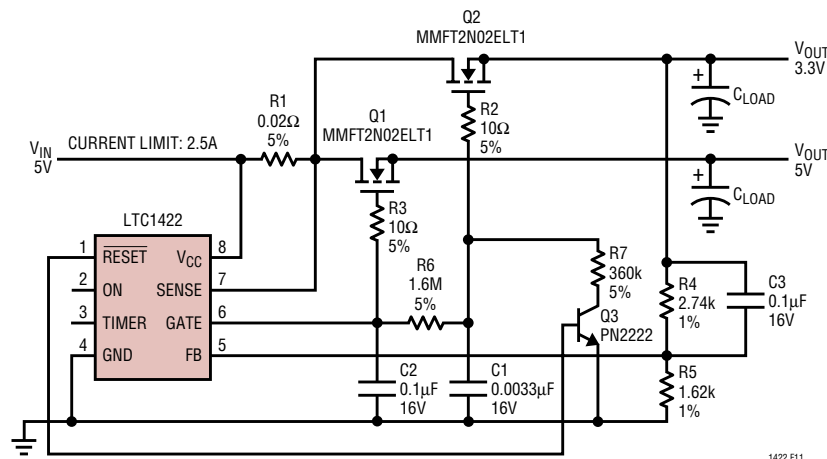 Q2
MMFT2N02ELT1
VOUT
3.3V
+
CLOAD
R1
0.02Ω
5%
Q1
MMFT2N02ELT1
R2
10Ω
5%
VIN
5V
CURRENT LIMIT: 2.5A
VOUT
5V
+
CLOAD
LTC1422
R3
10Ω
5%
1
RESET
VCC
8
2
ON
SENSE
7
3
TIMER
GATE
6
4
GND
FB
5
R6
1.6M
5%
R7
360k
5%
Q3
PN2222
R4
2.74k
1%
C3
0.1µF
16V
C2
0.1µF
16V
C1
0.0033µF
16V
R5
1.62k
1%
1422 F11